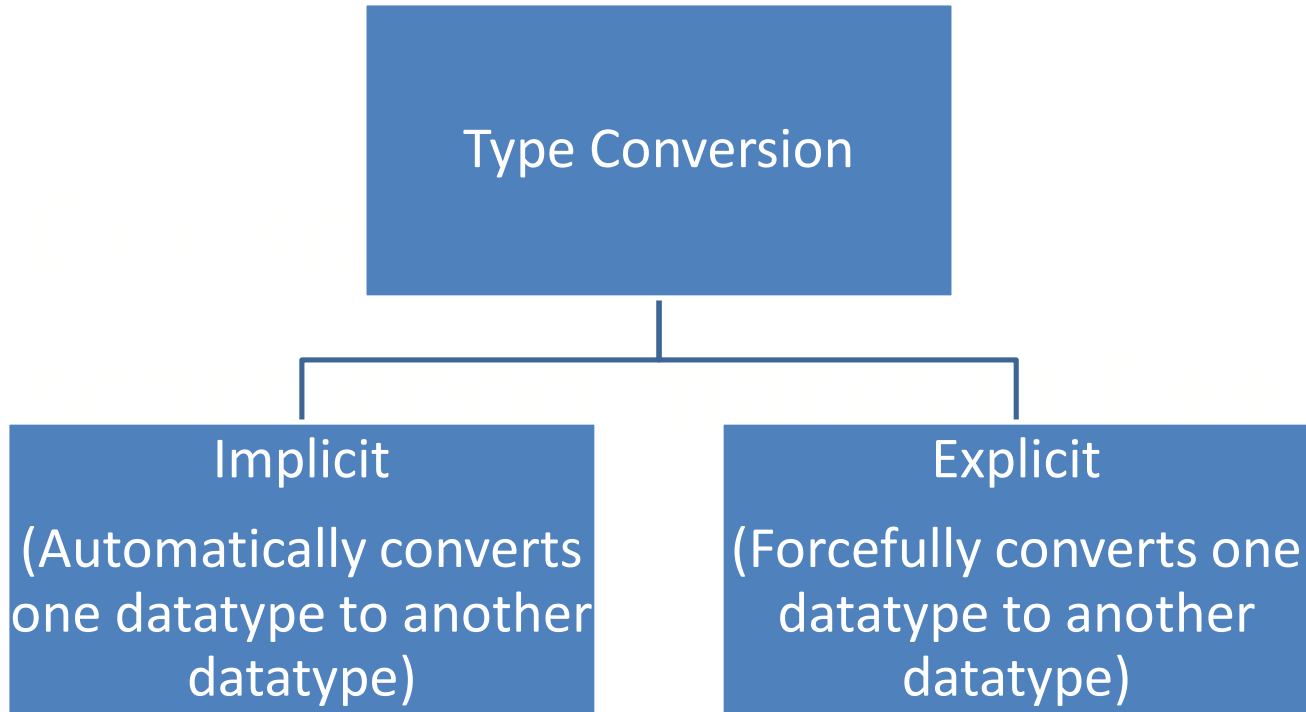 Type Conversion
Implicit
(Automatically converts
one datatype to another
datatype)
Explicit
(Forcefully converts one
datatype to another
datatype)